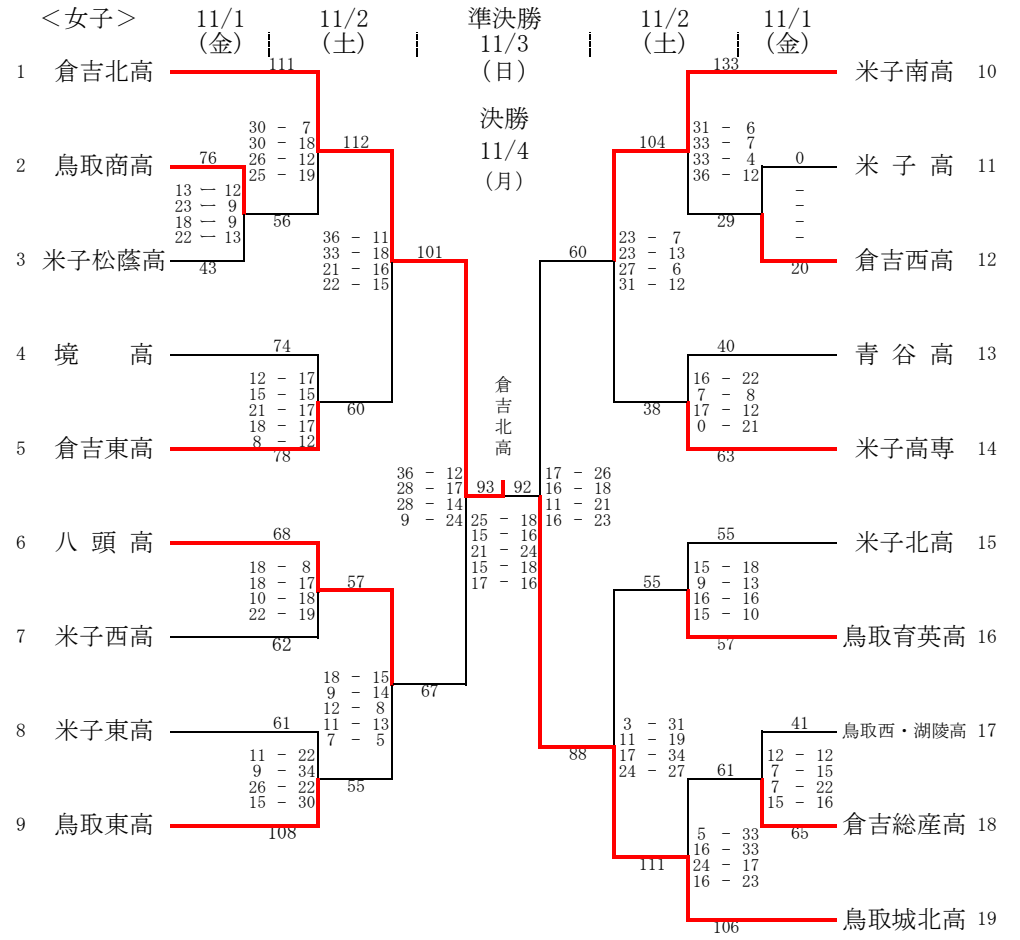 ＜女子＞ 11/1 11/2 準決勝 11/2 11/1
(金) (土) 11/3 (土) (金)
(日)
決勝
11/4
(月)
1 倉吉北高
111
30 － 7
30 － 18
26 － 12
25 － 19
112
2 鳥取商高
76
13 ー 12
23 ー 9
18 ー 9
22 ー 13
56
3 米子松蔭高
43
36 － 11
33 － 18
21 － 16
22 － 15
101
4 境 高
74
12 － 17
15 － 15
21 － 17
18 － 17
8 － 12
60
5 倉吉東高
78
36 － 12
28 － 17
28 － 14
9 － 24
6 八頭高
68
18 － 8
18 － 17
10 － 18
22 － 19
57
7 米子西高
62
18 － 15
9 － 14
12 － 8
11 － 13
7 － 5
67
8 米子東高
61
11 － 22
9 － 34
26 － 22
15 － 30
55
9 鳥取東高
108
倉吉北高
93 92
25 － 18
15 － 16
21 － 24
15 － 18
17 － 16
133
米子南高 10
104
31 － 6
33 － 7
33 － 4
36 － 12
0
米子高 11
－
－
－
－
29
20
倉吉西高 12
60
23 － 7
23 － 13
27 － 6
31 － 12
40
青谷高 13
16 － 22
7 － 8
17 － 12
0 － 21
38
63
米子高専 14
17 － 26
16 － 18
11 － 21
16 － 23
55
米子北高 15
55
15 － 18
9 － 13
16 － 16
15 － 10
57
鳥取育英高 16
88
3 － 31
11 － 19
17 － 34
24 － 27
41
鳥取西・湖陵高 17
12 － 12
7 － 15
7 － 22
15 － 16
61
65
倉吉総産高 18
5 － 33
16 － 33
24 － 17
16 － 23
111
106
鳥取城北高 19